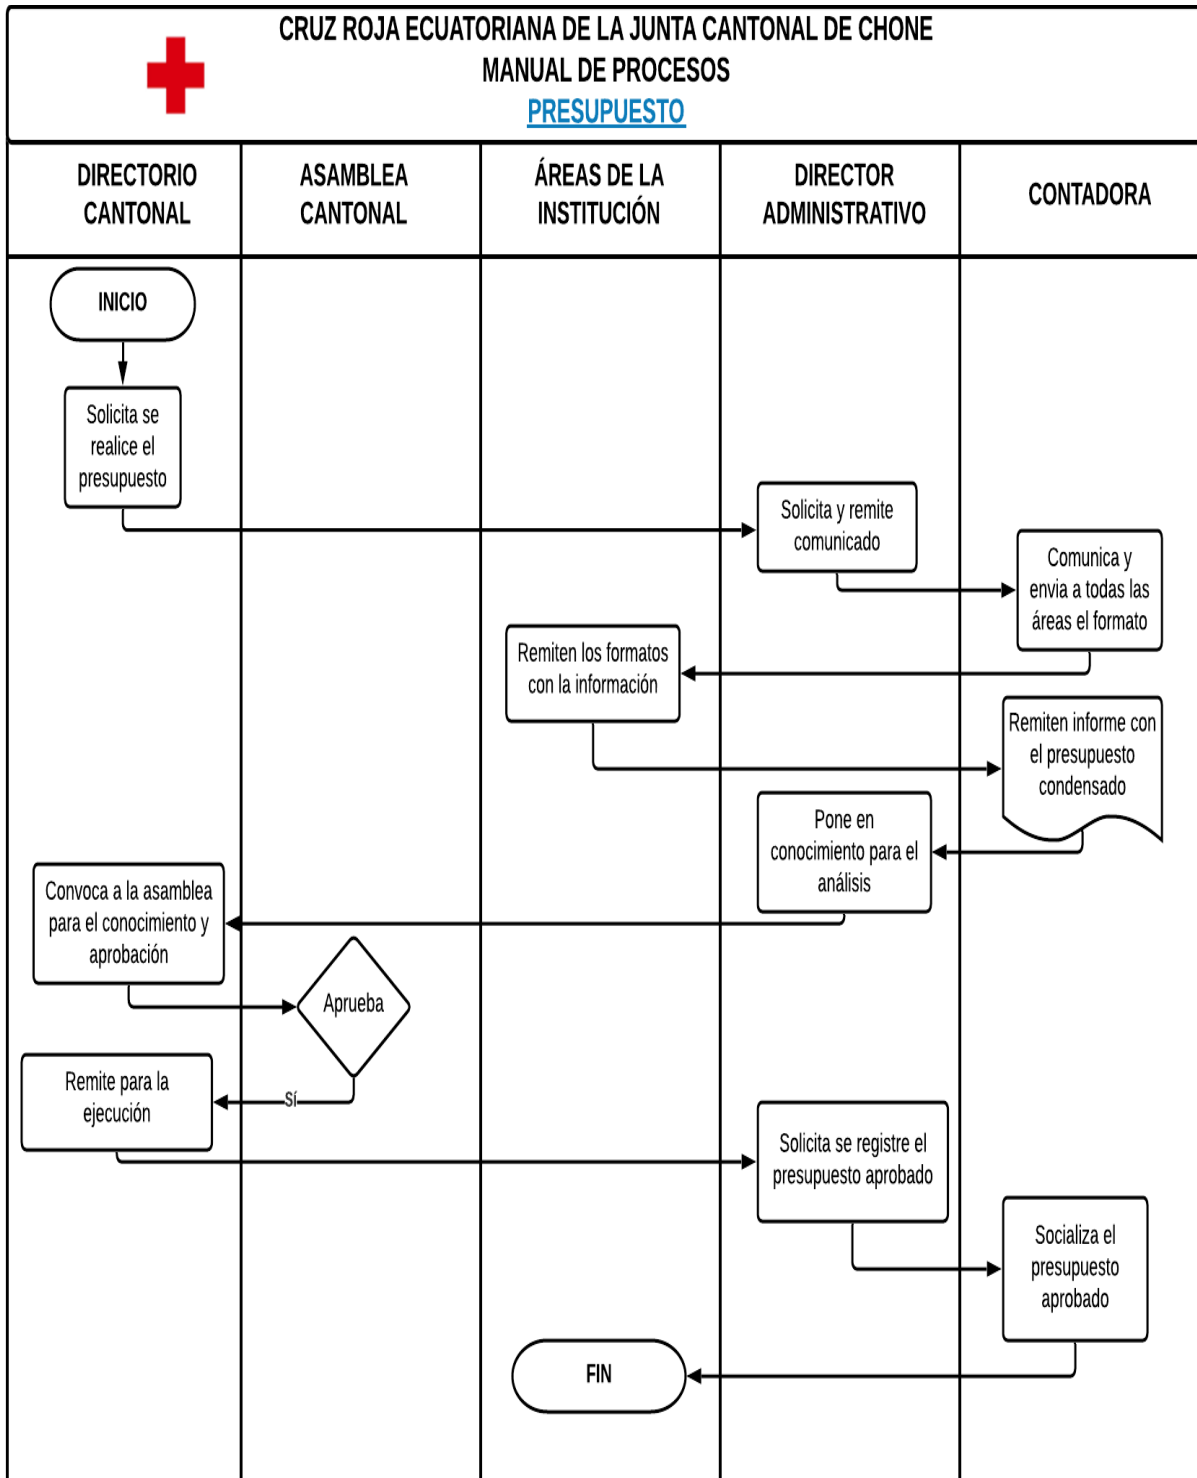 CRUZ ROJA ECUATORIANA DE LA JUNTA CANTONAL DE CHONE
MANUAL DE PROCESOS
PRESUPUESTO
DIRECTORIO
CANTONAL
ASAMBLEA
CANTONAL
ÁREAS DE LA
INSTITUCIÓN
DIRECTOR
ADMINISTRATIVO
CONTADORA
INICIO
Solicita se
realice el
presupuesto
Solicita y remite
comunicado
Comunica y
envia a todas las
áreas el formato
Remiten los formatos
con la información
Remiten informe con
el presupuesto
condensado
Pone en
conocimiento para el
análisis
Convoca a la asamblea
para el conocimiento y
aprobación
Aprueba
Sí
Remite para la
ejecución
Solicita se registre el
presupuesto aprobado
Socializa el
presupuesto
aprobado
FIN